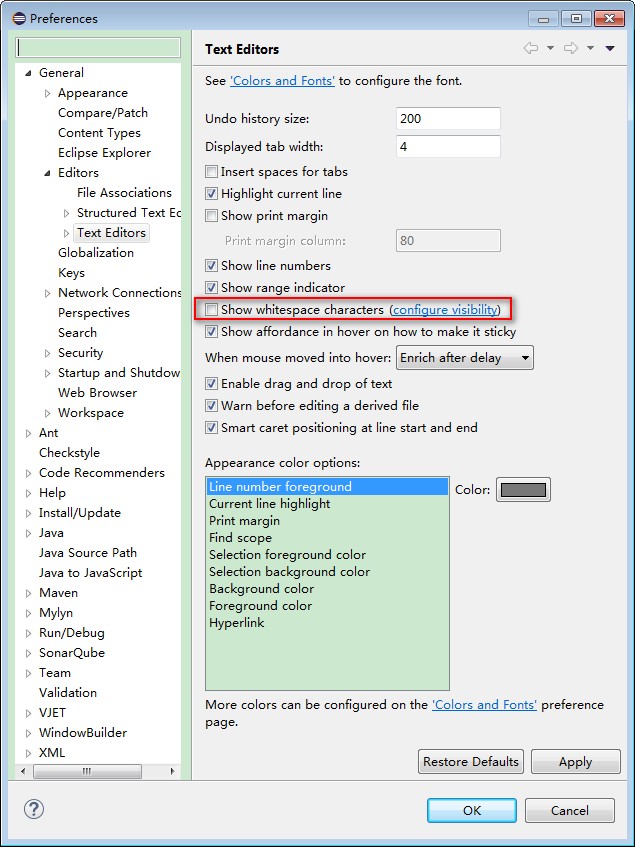 Preferences
General
Appearance
Compare/Patch
Content Types
Eclipse Explorer
Editors
File Associations
Structured Text Ec
Text Editors
Globalization
Keys
Network Connections
Perspectives
Search
Security
Startup and Shutdow
Web Browser
Workspace
Ant
Checkstyle
Code Recommenders
Help
Install/Update
Java
Java Source Path
Java to JavaScript
Maven
Mylyn
Run/Debug
SonarQube
Team
Validation
VJET
WindowBuilder
XML
Text Editors
See 'Colors and Fonts' to configure the font.
Undo history size: 200
Displayed tab width: 4
Insert spaces for tabs
Highlight current line
Show print margin
Print margin column: 80
Show line numbers
Show range indicator
Show whitespace characters (configure visibility)
Show affordance in hover on how to make it sticky
When mouse moved into hover: Enrich after delay
Enable drag and drop of text
Warn before editing a derived file
Smart caret positioning at line start and end
Appearance color options:
Line number foreground
Current line highlight
Print margin
Find scope
Selection foreground color
Selection background color
Background color
Foreground color
Hyperlink
Color:
More colors can be configured on the 'Colors and Fonts' preference
page.
Restore Defaults Apply
? OK Cancel